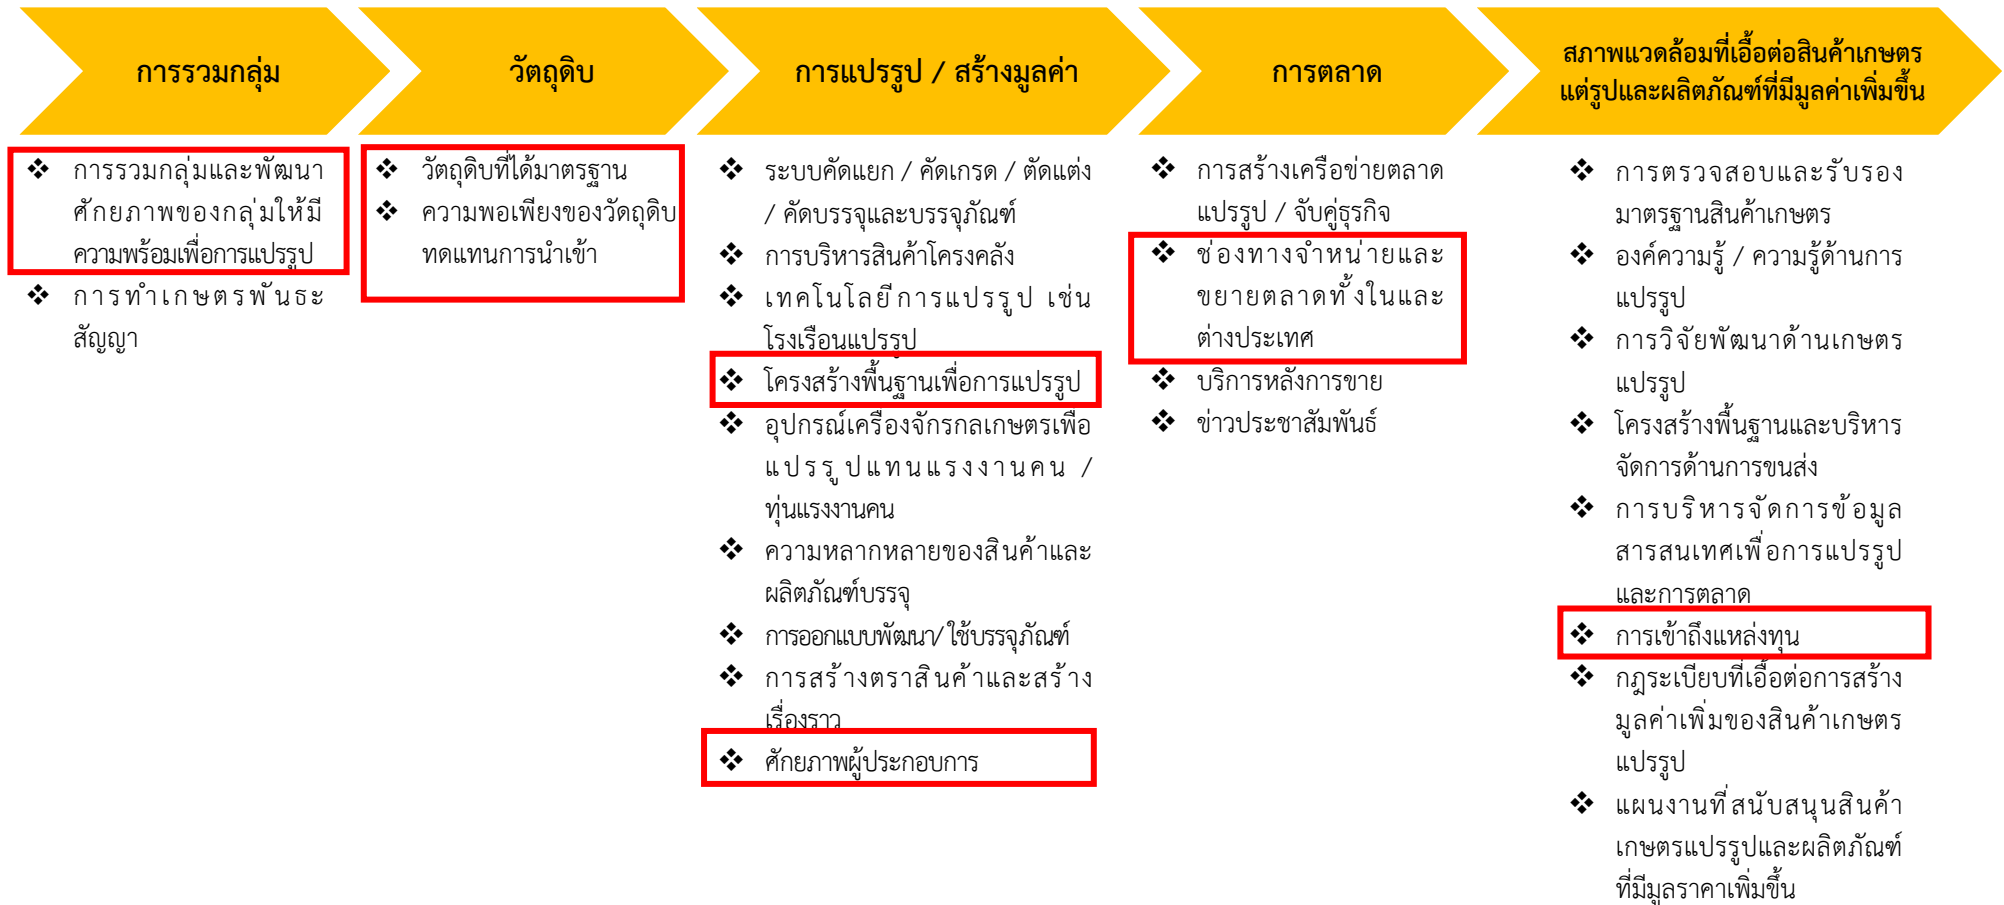 การรวมกลุ่ม
วัตถุดิบ
การแปรรูป / สร้างมูลค่า
การตลาด
สภาพแวดล้อมที่เอื้อต่อสินค้าเกษตร
แต่รูปและผลิตภัณฑ์ที่มีมูลค่าเพิ่มขึ้น
❖ การรวมกลุ่มและพัฒนา
ศักยภาพของกลุ่มให้มี
ความพร้อมเพื่อการแปรรูป
❖ การทำเกษตรพันธะ
สัญญา
❖ วัตถุดิบที่ได้มาตรฐาน
❖ ความพอเพียงของวัดถุดิบ
ทดแทนการนำเข้า
❖ ระบบคัดแยก / คัดเกรด / ตัดแต่ง
/ คัดบรรจุและบรรจุภัณฑ์
❖ การบริหารสินค้าโครงคลัง
❖ เทคโนโลยีการแปรรูป เช่น
โรงเรือนแปรรูป
❖ โครงสร้างพื้นฐานเพื่อการแปรรูป
❖ อุปกรณ์เครื่องจักรกลเกษตรเพื่อ
แปรรูปแทนแรงงานคน /
ทุ่นแรงงานคน
❖ ความหลากหลายของสินค้าและ
ผลิตภัณฑ์บรรจุ
❖ การออกแบบพัฒนา/ ใช้บรรจุภัณฑ์
❖ การสร้างตราสินค้าและสร้าง
เรื่องราว
❖ ศักยภาพผู้ประกอบการ
❖ การสร้างเครือข่ายตลาด
แปรรูป / จับคู่ธุรกิจ
❖ ช่องทางจำหน่ายและ
ขยายตลาดทั้งในและ
ต่างประเทศ
❖ บริการหลังการขาย
❖ ข่าวประชาสัมพันธ์
❖ การตรวจสอบและรับรอง
มาตรฐานสินค้าเกษตร
❖ องค์ความรู้ / ความรู้ด้านการ
แปรรูป
❖ การวิจัยพัฒนาด้านเกษตร
แปรรูป
❖ โครงสร้างพื้นฐานและบริหาร
จัดการด้านการขนส่ง
❖ การบริหารจัดการข้อมูล
สารสนเทศเพื่อการแปรรูป
และการตลาด
❖ การเข้าถึงแหล่งทุน
❖ กฎระเบียบที่เอื้อต่อการสร้าง
มูลค่าเพิ่มของสินค้าเกษตร
แปรรูป
❖ แผนงานที่สนับสนุนสินค้า
เกษตรแปรรูปและผลิตภัณฑ์
ที่มีมูลราคาเพิ่มขึ้น